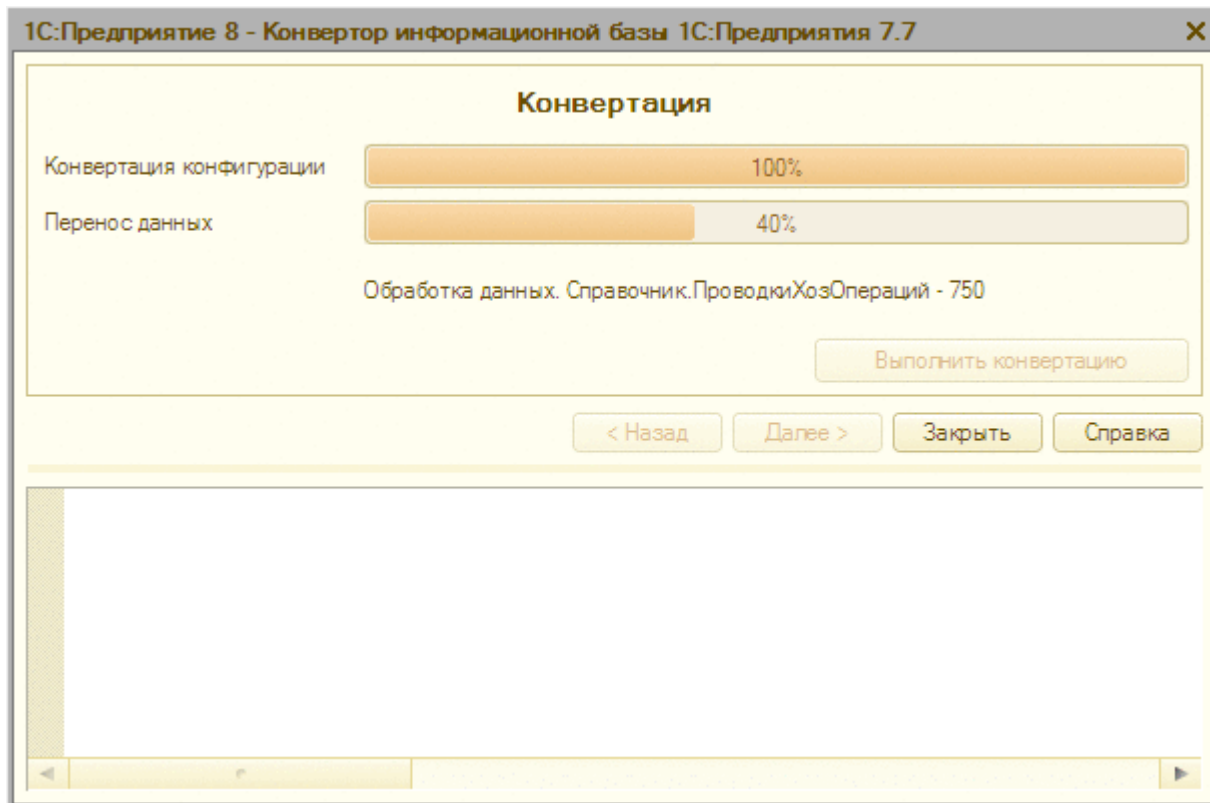 1С:Предприятие 8 - Конвертор информационной базы 1С:Предприятия 7.7
Конвертация
Конвертация конфигурации 100%
Перенос данных 40%
Обработка данных. Справочник.ПроводкиХозОпераций - 750
Выполнить конвертацию
< Назад Далее > Закрыть Справка